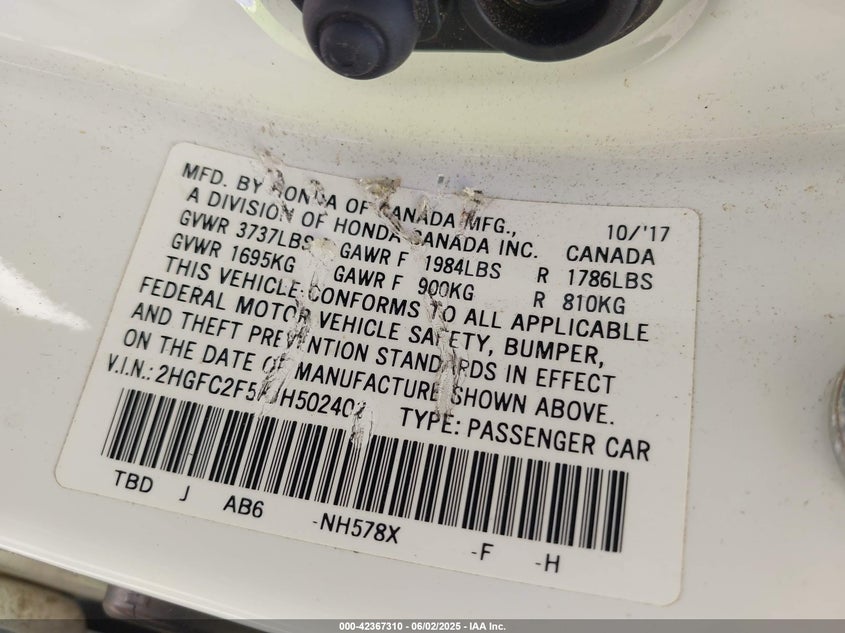 MFD. BY HONDA OF CANADA MFG., 10/'17
A DIVISION OF HONDA CANADA INC. CANADA
GVWR 3737LBS GAWR F 1984LBS R 1786LBS
GVWR 1695KG GAWR F 900KG R 810KG
THIS VEHICLE CONFORMS TO ALL APPLICABLE
FEDERAL MOTOR VEHICLE SAFETY, BUMPER,
AND THEFT PREVENTION STANDARDS IN EFFECT
ON THE DATE OF MANUFACTURE SHOWN ABOVE.
V.I.N.: TYPE: PASSENGER CAR
TBD J AB6 -NH578X -F -H
000-42367310 - 06/02/2025 - IAA Inc.